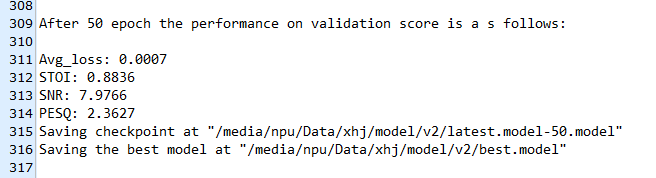 308
309 After 50 epoch the performance on validation score is a s follows:
310
311 Avg_loss: 0.0007
312 STOI: 0.8836
313 SNR: 7.9766
314 PESQ: 2.3627
315 Saving checkpoint at "/media/npu/Data/xhj/model/v2/latest.model-50.model"
316 Saving the best model at "/media/npu/Data/xhj/model/v2/best.model"
317